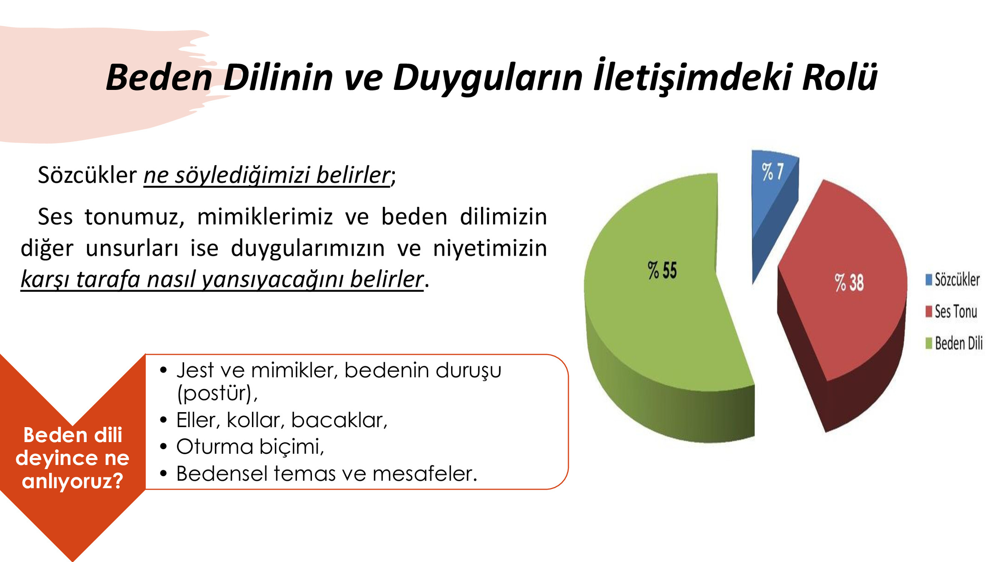 Beden Dilinin ve Duyguların İletişimdeki Rolü
Sözcükler ne söylediğimizi belirler;
Ses tonumuz, mimiklerimiz ve beden dilimizin
diğer unsurları ise duygularımızın ve niyetimizin
karşı tarafa nasıl yansıyacağını belirler.
% 7
% 55
% 38
Sözcükler
Ses Tonu
Beden Dili
Beden dili
deyince ne
anlıyoruz?
• Jest ve mimikler, bedenin duruşu
(postür),
• Eller, kollar, bacaklar,
• Oturma biçimi,
• Bedensel temas ve mesafeler.